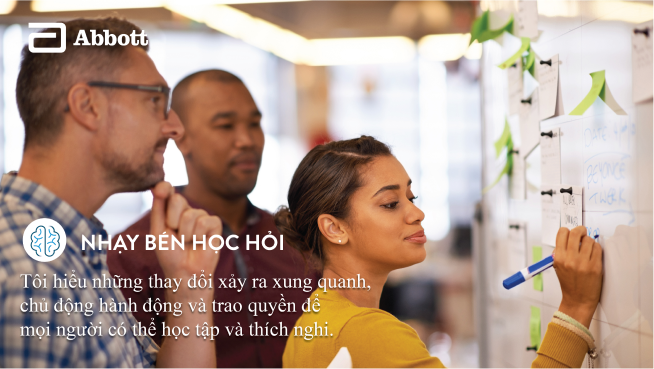 Abbott
NHẠY BÉN HỌC HỎI
Tôi hiểu những thay đổi xảy ra xung quanh,
chủ động hành động và trao quyền để
mọi người có thể học tập và thích nghi.